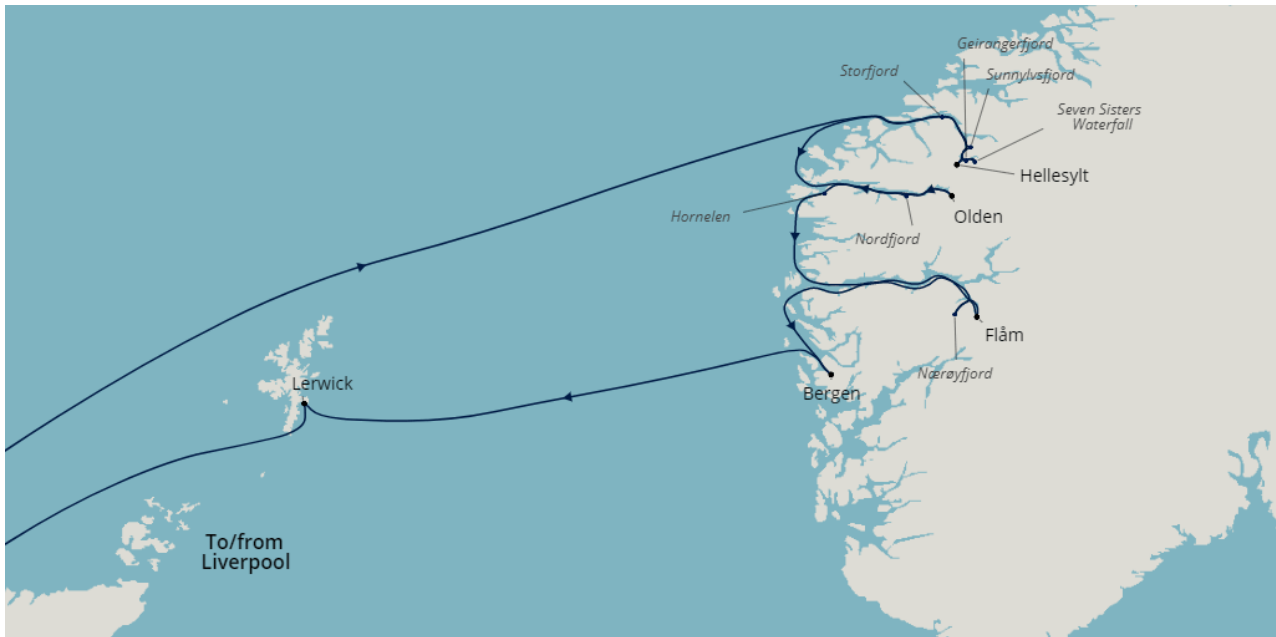 Geirangerfjord
Storfjord
Sunnylvsfjord
Seven Sisters
Waterfall
Hellesylt
Hornelen
Olden
Nordfjord
Flåm
Nærøyfjord
Lerwick
Bergen
To/from
Liverpool